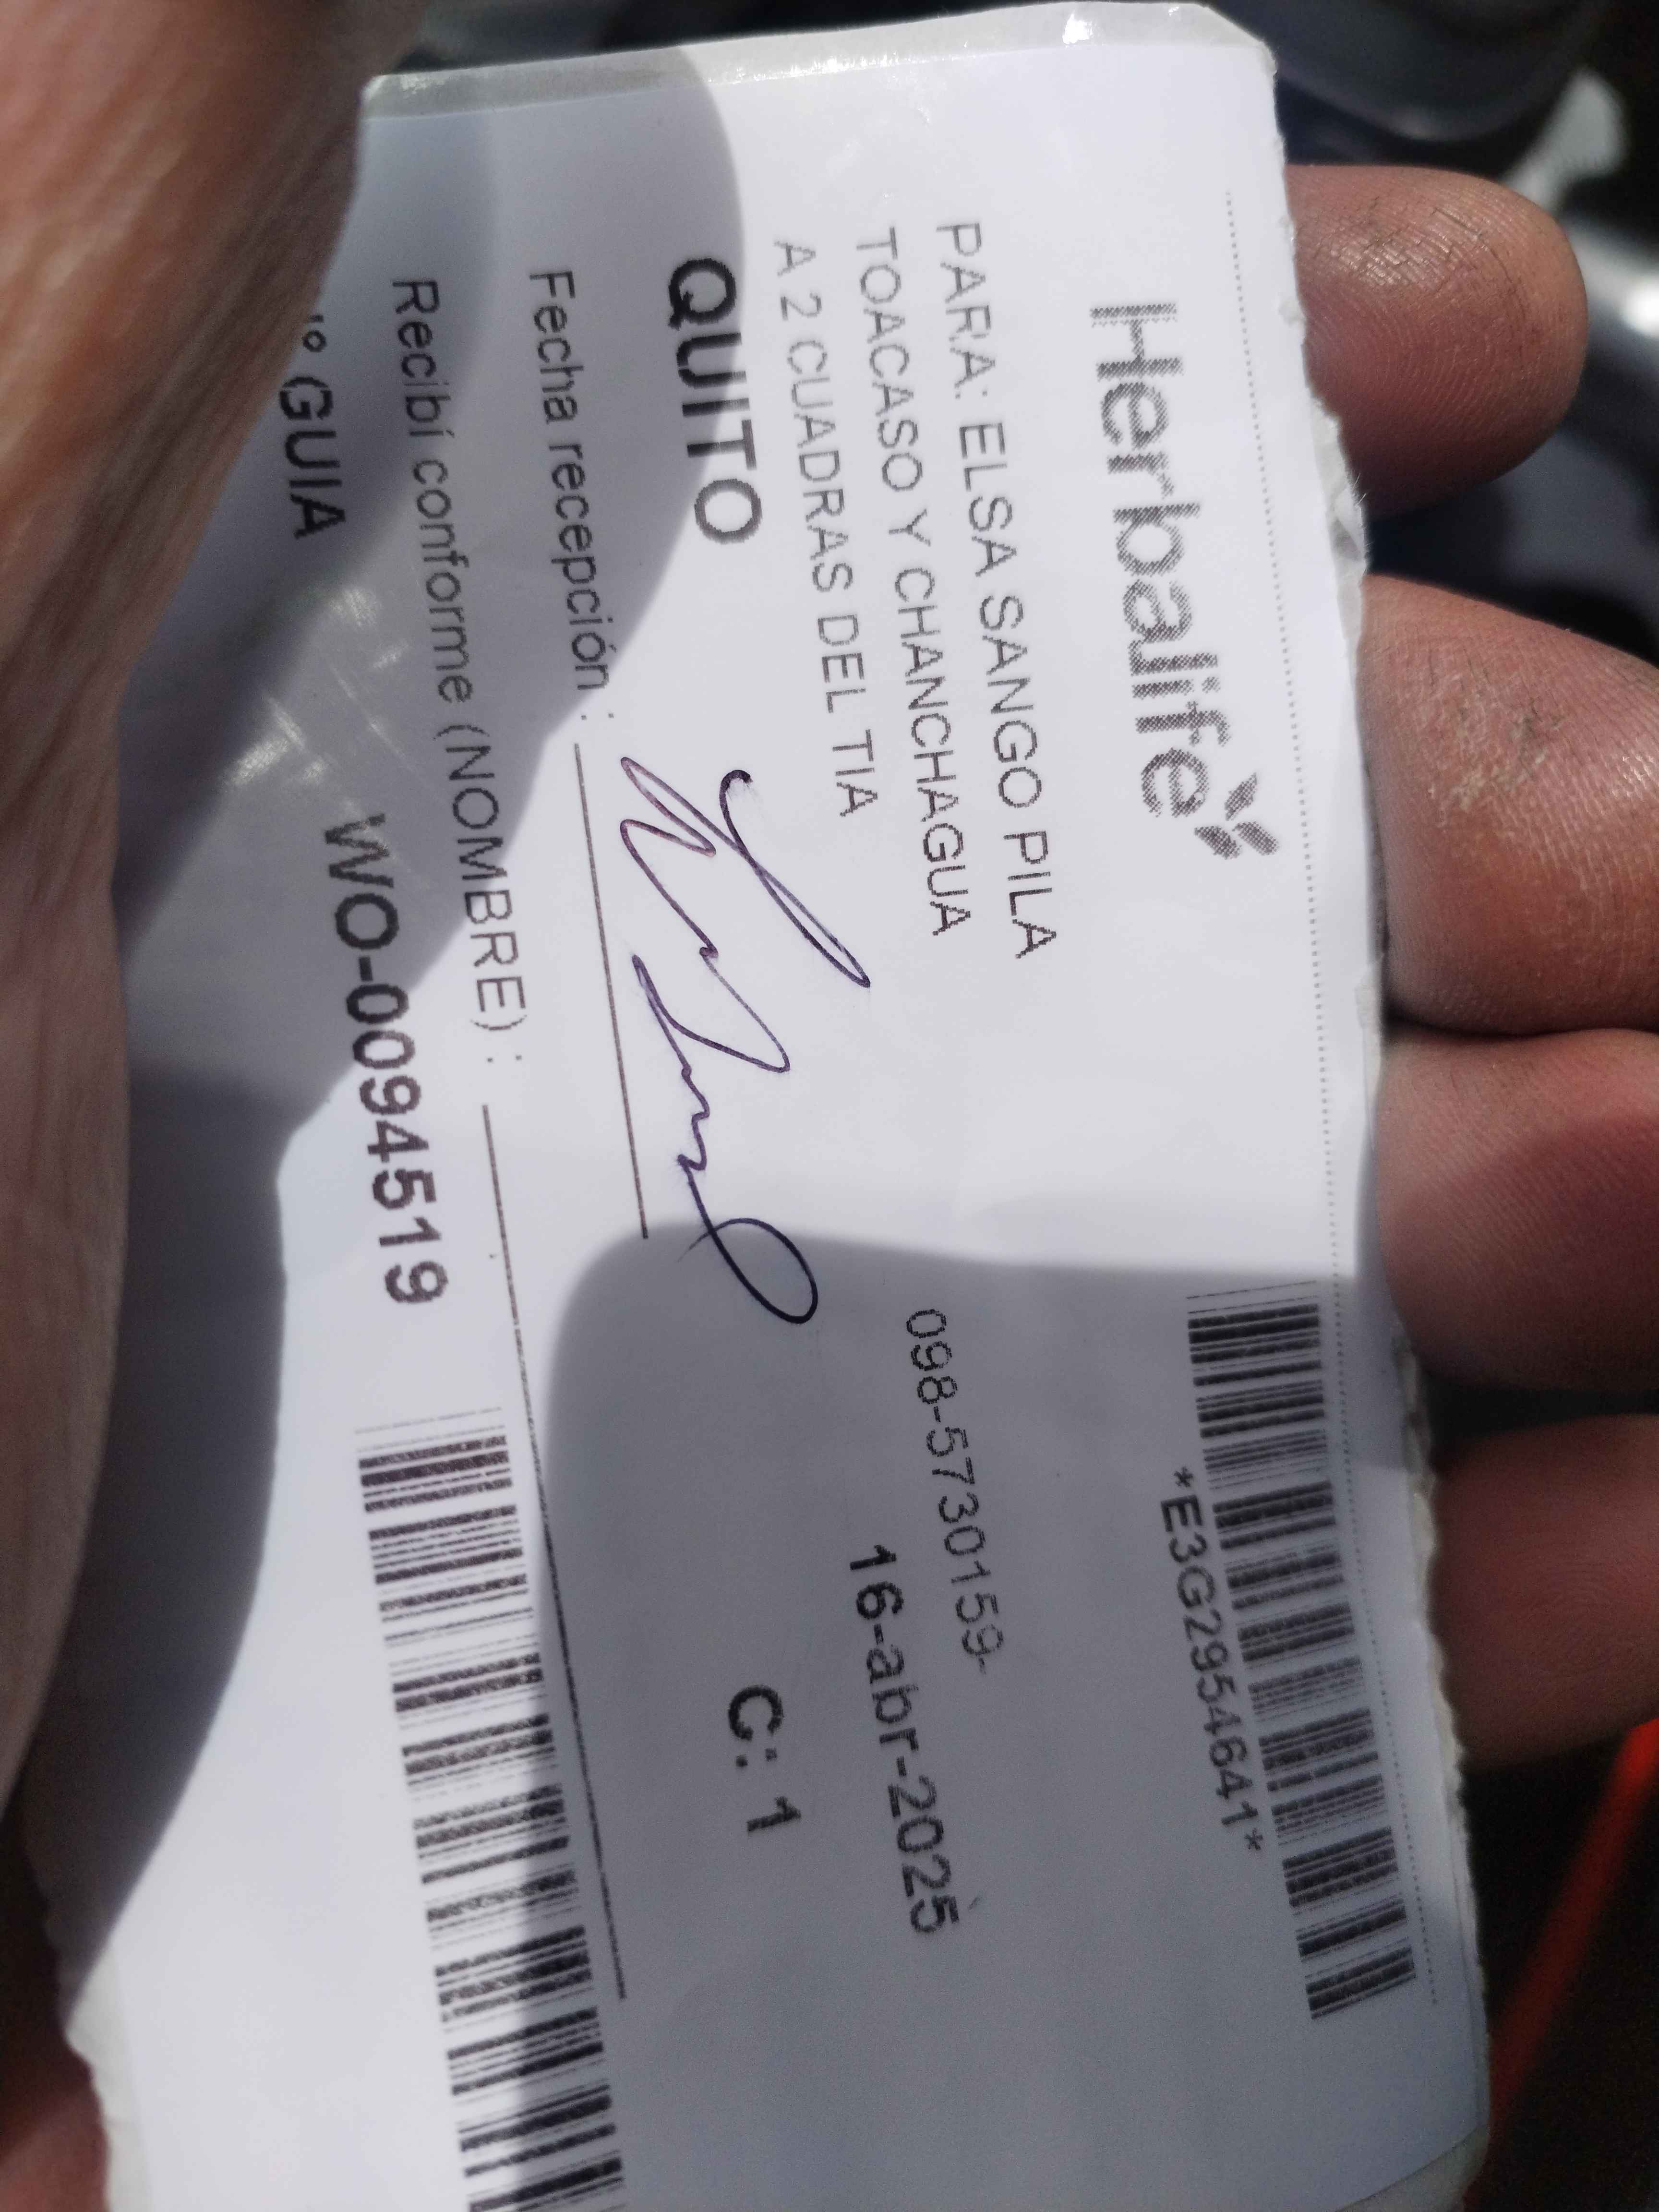 Herbalife
*E3G2954641*
PARA: ELSA SANGO PILA
TOACASO Y CHANCHAGUA
098-5730159-
A 2 CUADRAS DEL TIA
16-abr-2025
QUITO
C: 1
Fecha recepción :
Recibí conforme (NOMBRE) :
º GUIA
WO-0094519